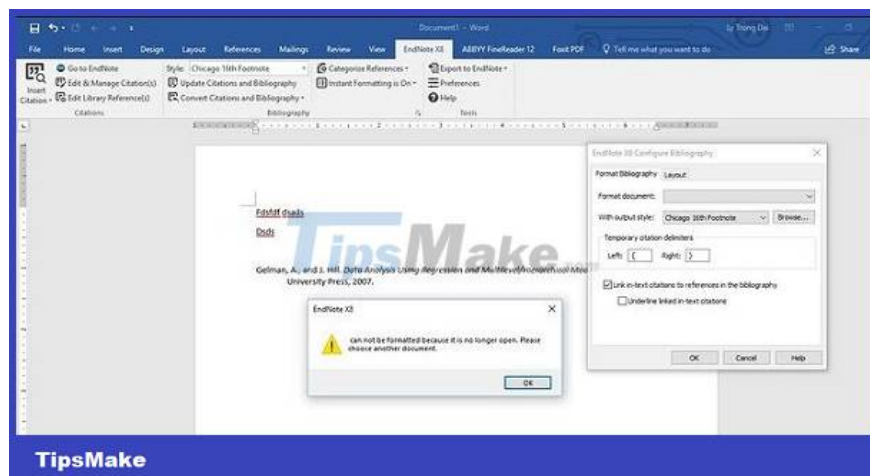 Document1 - Word
by Trong Dai
File Home Insert Design Layout References Mailings Review View EndNote X8 ABBYY FineReader 12 Foxit PDF Tell me what you want to do Share
Go to EndNote
Style: Chicago 16th Footnote
Categorize References
Export to EndNote
Edit & Manage Citation(s)
Update Citations and Bibliography
Instant Formatting is On
Preferences
Insert
Citation
Edit Library Reference(s)
Convert Citations and Bibliography
Help
Citations
Bibliography
Tools
EndNote X8 Configure Bibliography
Format Bibliography Layout
Format document:
With output style: Chicago 16th Footnote Browse...
Temporary citation delimiters
Left: { Right: }
Link in-text citations to references in the bibliography
Underline linked in-text citations
OK Cancel Help
Fdsfdf dsads
Dsds
TipsMake.com
Gelman, A., and J. Hill. Data Analysis Using Regression and Multilevel/Hierarchical Mod
University Press, 2007.
EndNote X8
can not be formatted because it is no longer open. Please
choose another document.
OK
TipsMake